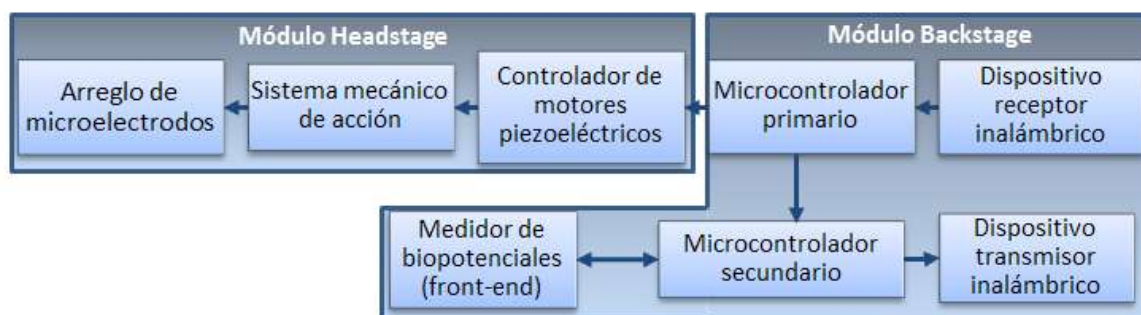 Módulo Headstage
Arreglo de
microelectrodos
Sistema mecánico
de acción
Controlador de
motores
piezoeléctricos
Módulo Backstage
Microcontrolador
primario
Dispositivo
receptor
inalámbrico
Medidor de
biopotenciales
(front-end)
Microcontrolador
secundario
Dispositivo
transmisor
inalámbrico